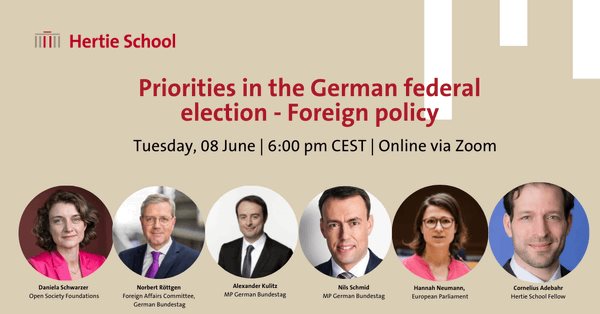 Hertie School
Priorities in the German federal
election - Foreign policy
Tuesday, 08 June | 6:00 pm CEST | Online via Zoom
Daniela Schwarzer
Open Society Foundations
Norbert Röttgen
Foreign Affairs Committee,
German Bundestag
Alexander Kulitz
MP German Bundestag
Nils Schmid
MP German Bundestag
Hannah Neumann,
European Parliament
Cornelius Adebahr
Hertie School Fellow